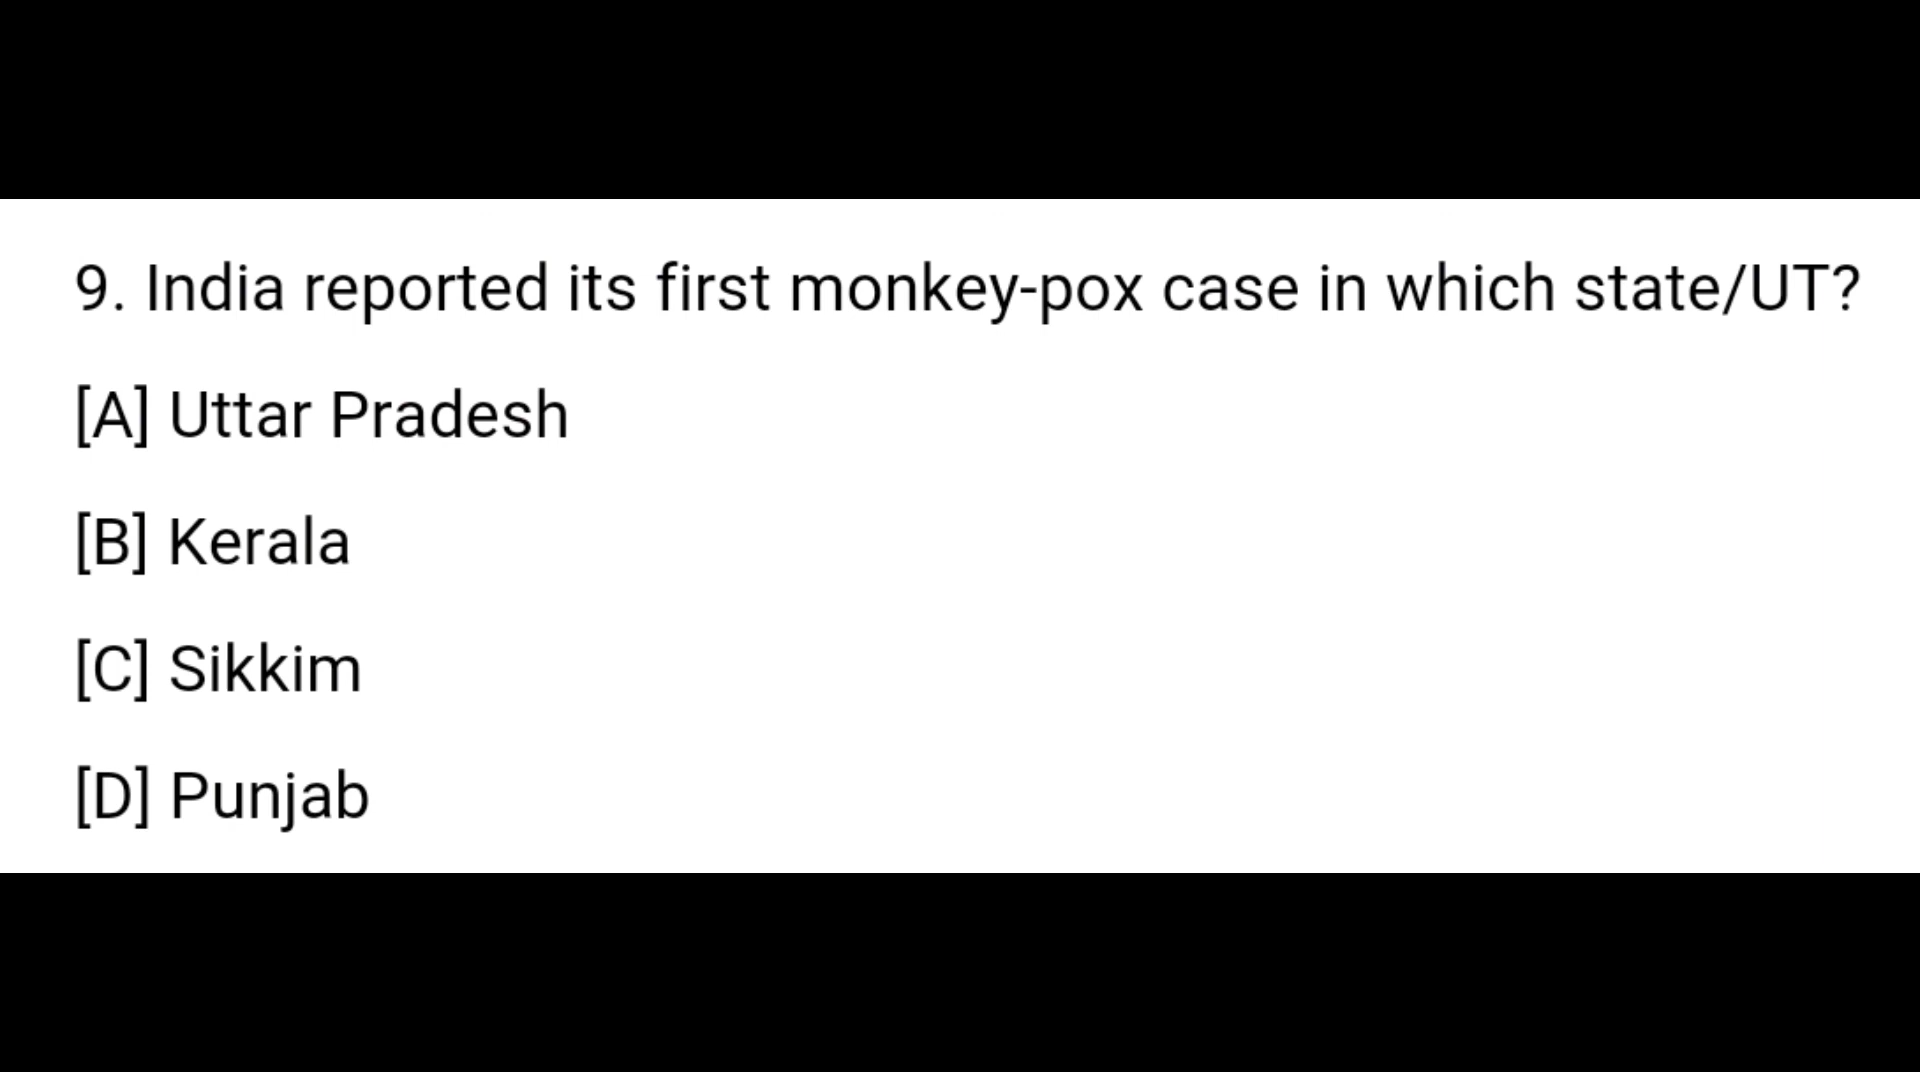 9. India reported its first monkey-pox case in which state/UT?
[A] Uttar Pradesh
[B] Kerala
[C] Sikkim
[D] Punjab